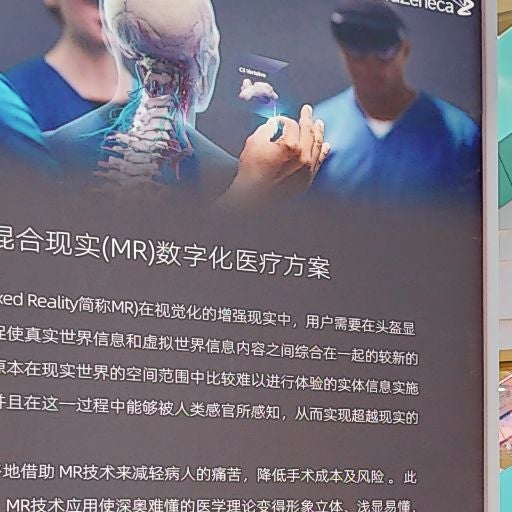 Zeneca
C3 Vertebra
混合现实(MR)数字化医疗方案
xed Reality简称MR)在视觉化的增强现实中，用户需要在头盔显
促使真实世界信息和虚拟世界信息内容之间综合在一起的较新的
原本在现实世界的空间范围中比较难以进行体验的实体信息实施
并且在这一过程中能够被人类感官所感知，从而实现超越现实的
地借助 MR技术来减轻病人的痛苦，降低手术成本及风险 。此
MR技术应用使深奥难懂的医学理论变得形象立体、浅显易懂，